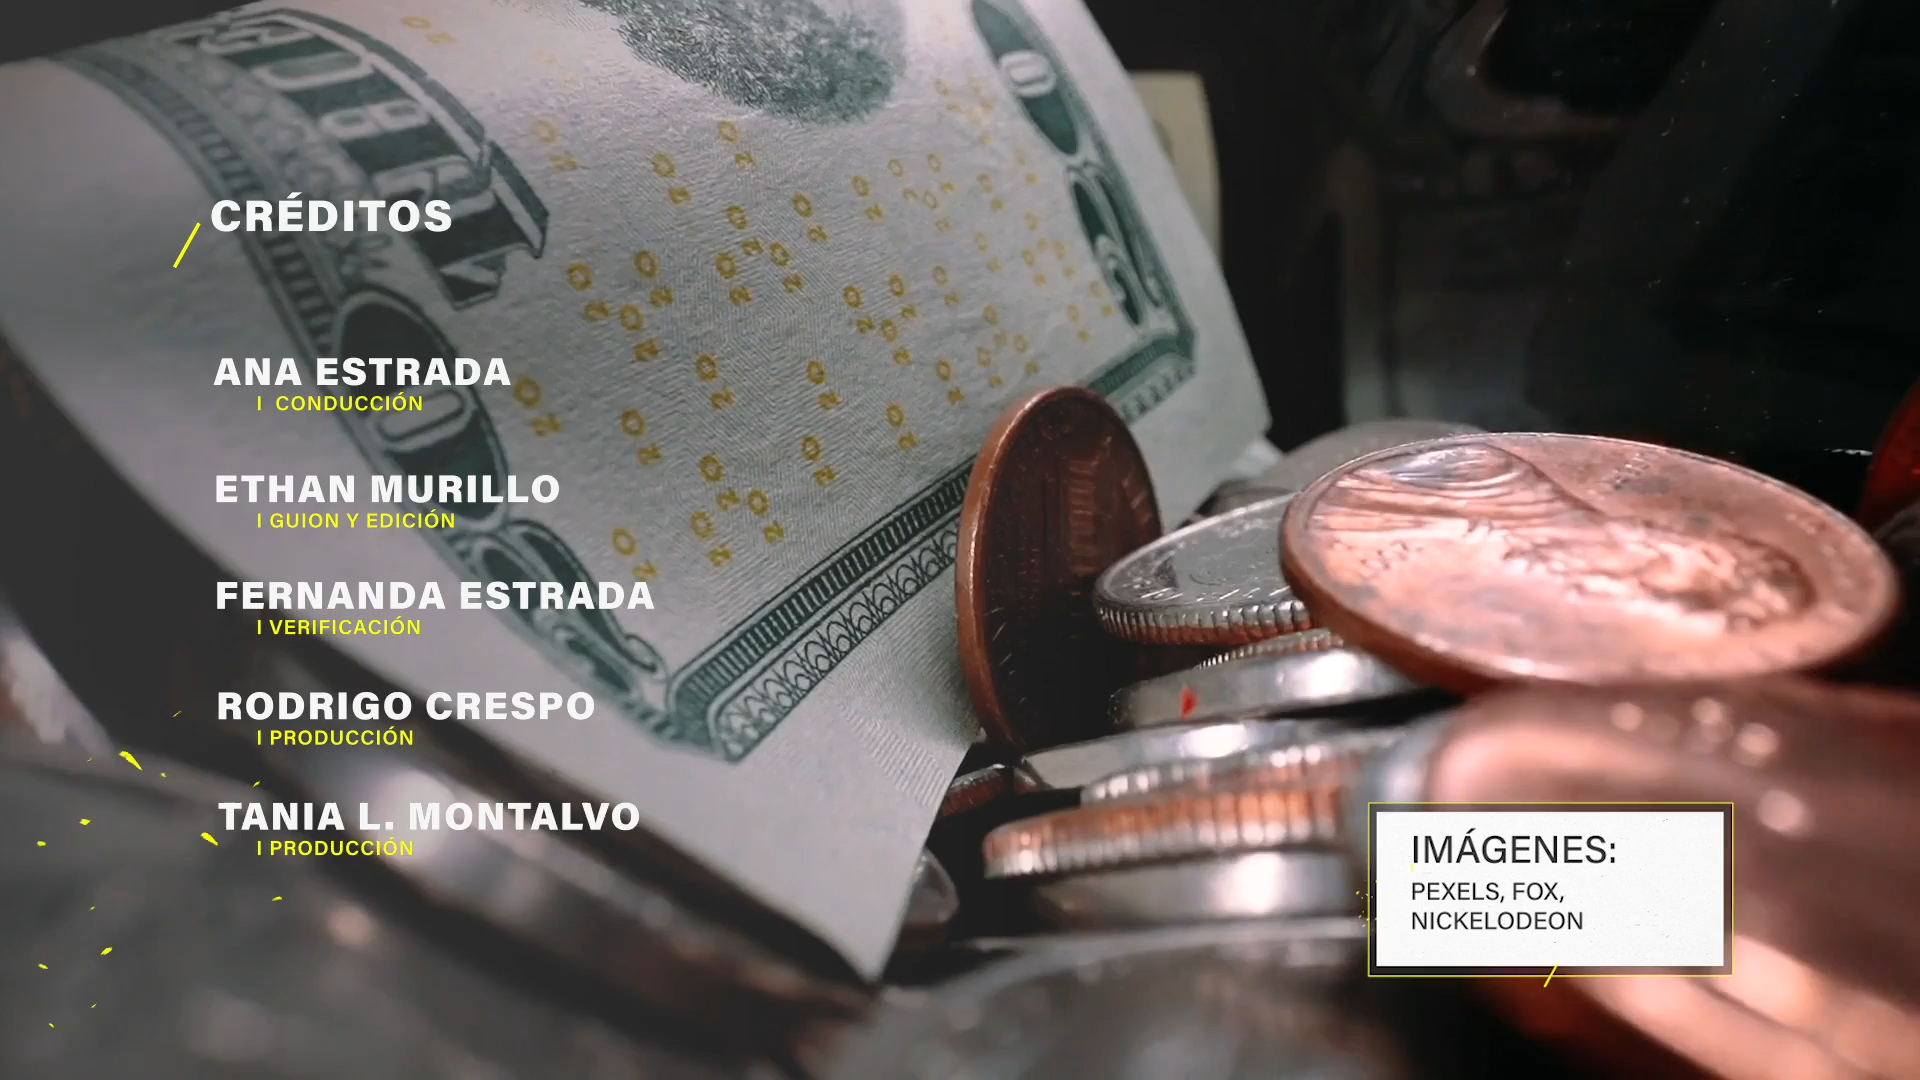 CRÉDITOS
ANA ESTRADA
| CONDUCCIÓN
ETHAN MURILLO
| GUION Y EDICIÓN
FERNANDA ESTRADA
| VERIFICACIÓN
RODRIGO CRESPO
| PRODUCCIÓN
TANIA L. MONTALVO
| PRODUCCIÓN
IMÁGENES:
PEXELS, FOX,
NICKELODEON